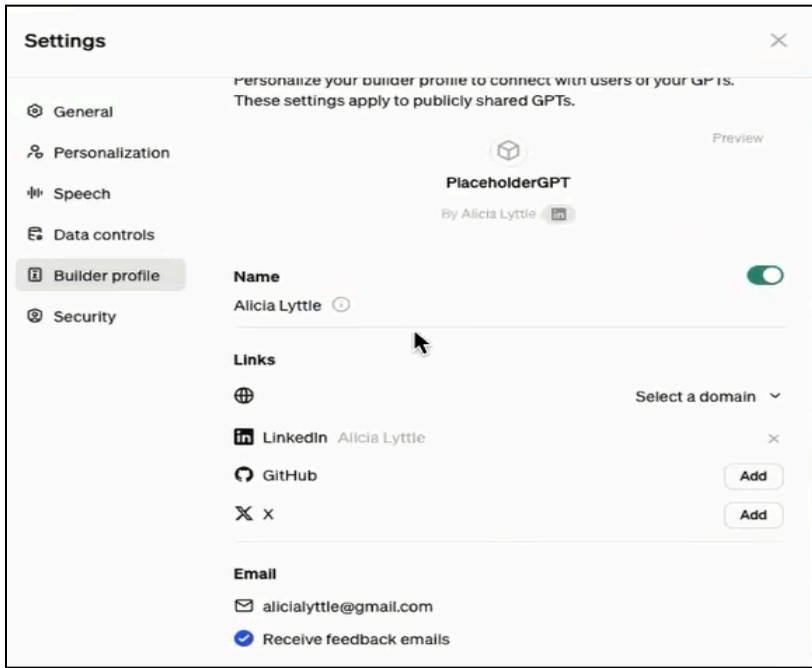 Settings
General
Personalization
Speech
Data controls
Builder profile
Security
Personalize your builder profile to connect with users of your GPTs.
These settings apply to publicly shared GPTs.
Preview
PlaceholderGPT
By Alicia Lyttle in
Name
Alicia Lyttle
Links
Select a domain
in LinkedIn Alicia Lyttle
GitHub Add
X X Add
Email
alicialyttle@gmail.com
Receive feedback emails